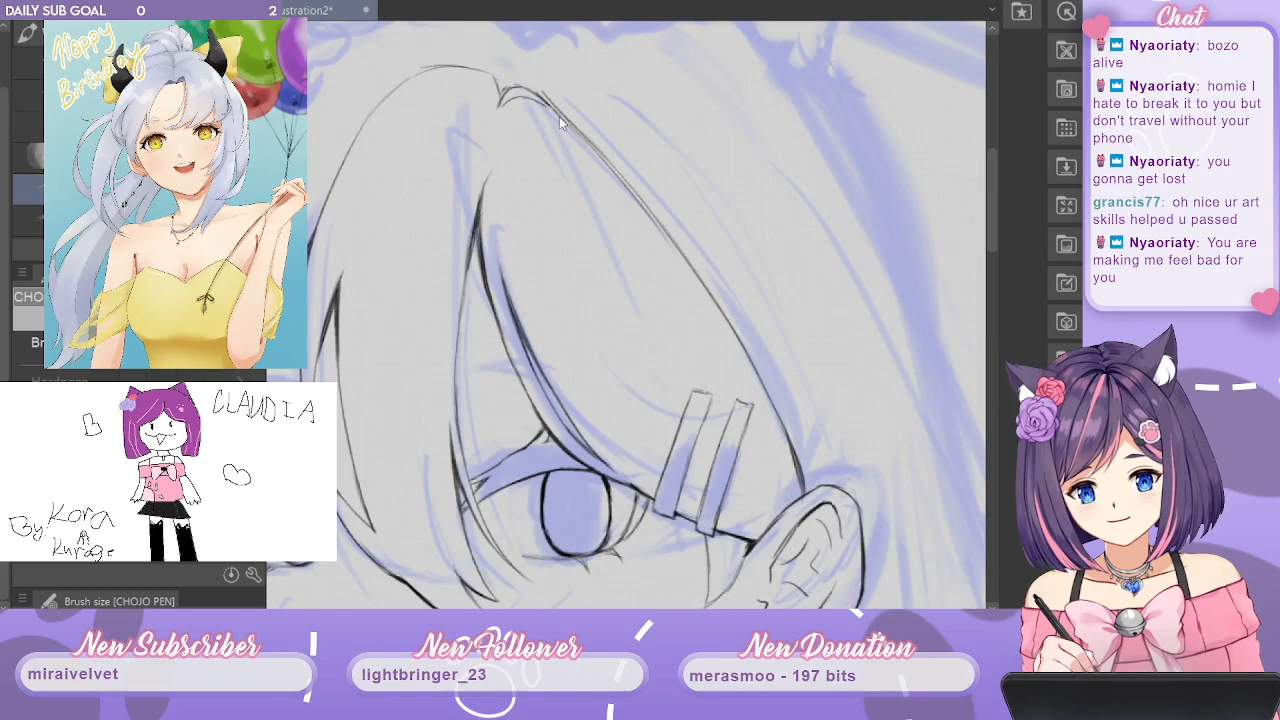 DAILY SUB GOAL 0 2
ustration2*
Happy
Birthday
CHO
Br
Hardness
CLAUDIA
By Kora
Kurage
Brush size [CHOJO PEN]
Chat
Nyaoriaty: bozo
alive
Nyaoriaty: homie I
hate to break it to you but
don't travel without your
phone
Nyaoriaty: you
gonna get lost
grancis77: oh nice ur art
skills helped u passed
Nyaoriaty: You are
making me feel bad for
you
New Subscriber
miraivelvet
New Follower
lightbringer_23
New Donation
merasmoo - 197 bits